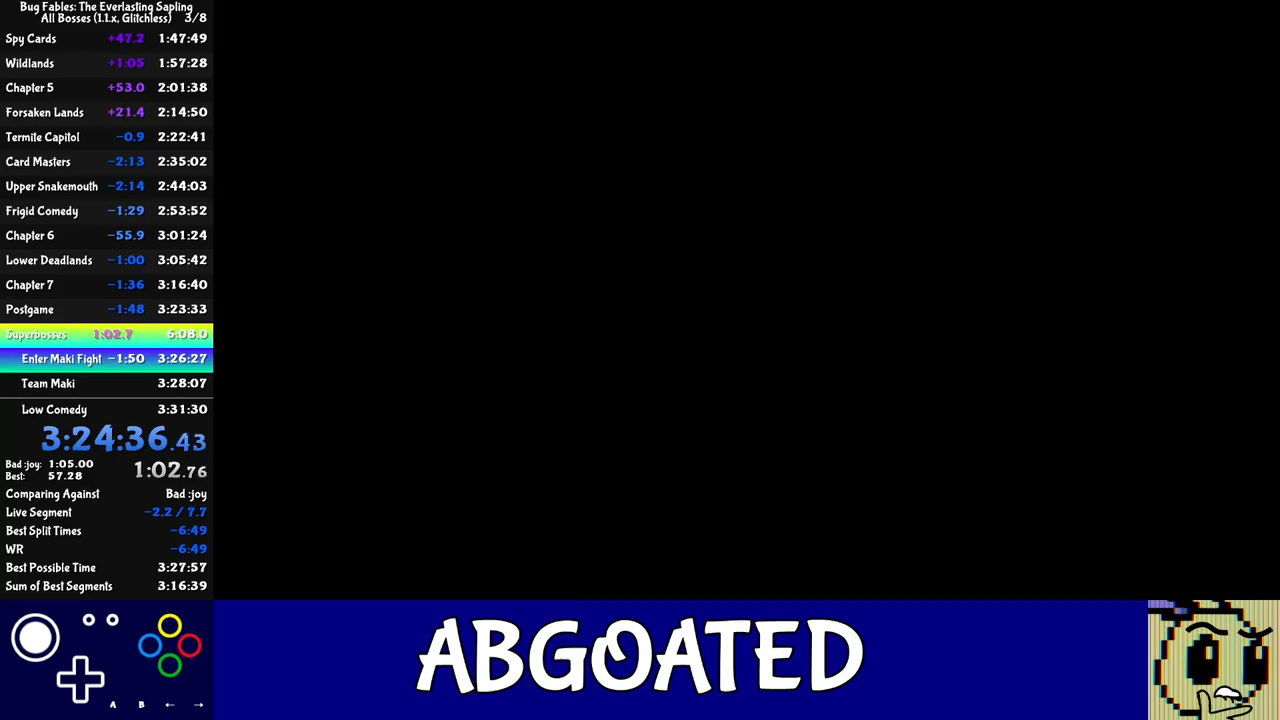 Bug Fables: The Everlasting Sapling
All Bosses (1.1.x, Glitchless) 3/8
Spy Cards +47.2 1:47:49
Wildlands +1:05 1:57:28
Chapter 5 +53.0 2:01:38
Forsaken Lands +21.4 2:14:50
Termite Capitol −0.9 2:22:41
Card Masters −2:13 2:35:02
Upper Snakemouth −2:14 2:44:03
Frigid Comedy −1:29 2:53:52
Chapter 6 −55.9 3:01:24
Lower Deadlands −1:00 3:05:42
Chapter 7 −1:36 3:16:40
Postgame −1:48 3:23:33
Superbosses 1:02.7 6:08.0
Enter Maki Fight −1:50 3:26:27
Team Maki 3:28:07
Low Comedy 3:31:30
3:24:36.43
Bad :joy: 1:05.00
Best: 57.28
1:02.76
Comparing Against Bad :joy
Live Segment −2.2 / 7.7
Best Split Times −6:49
WR −6:49
Best Possible Time 3:27:57
Sum of Best Segments 3:16:39
A B ← →
ABGOATED